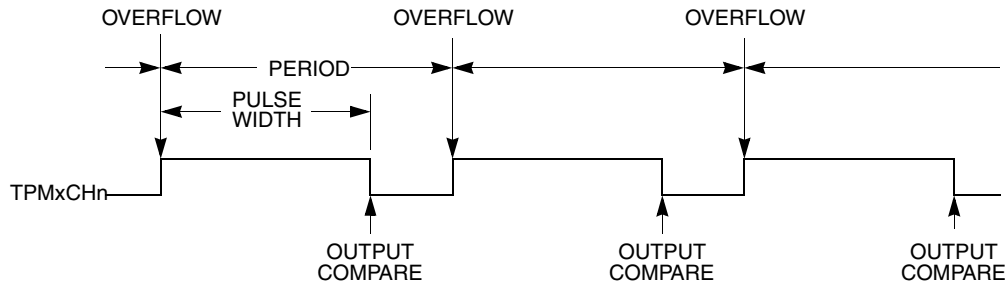 OVERFLOW OVERFLOW OVERFLOW
PERIOD
PULSE
WIDTH
TPMxCHn
OUTPUT
COMPARE
OUTPUT
COMPARE
OUTPUT
COMPARE